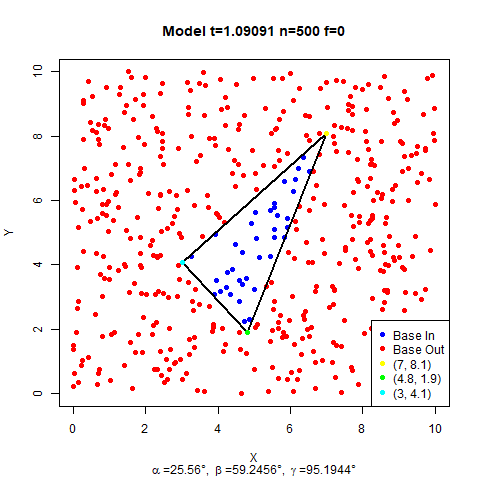 Model t=1.09091 n=500 f=0
10
8
6
4
2
0
Y
Base In
Base Out
(7, 8.1)
(4.8, 1.9)
(3, 4.1)
0 2 4 6 8 10
X
α =25.56°, β =59.2456°, γ =95.1944°